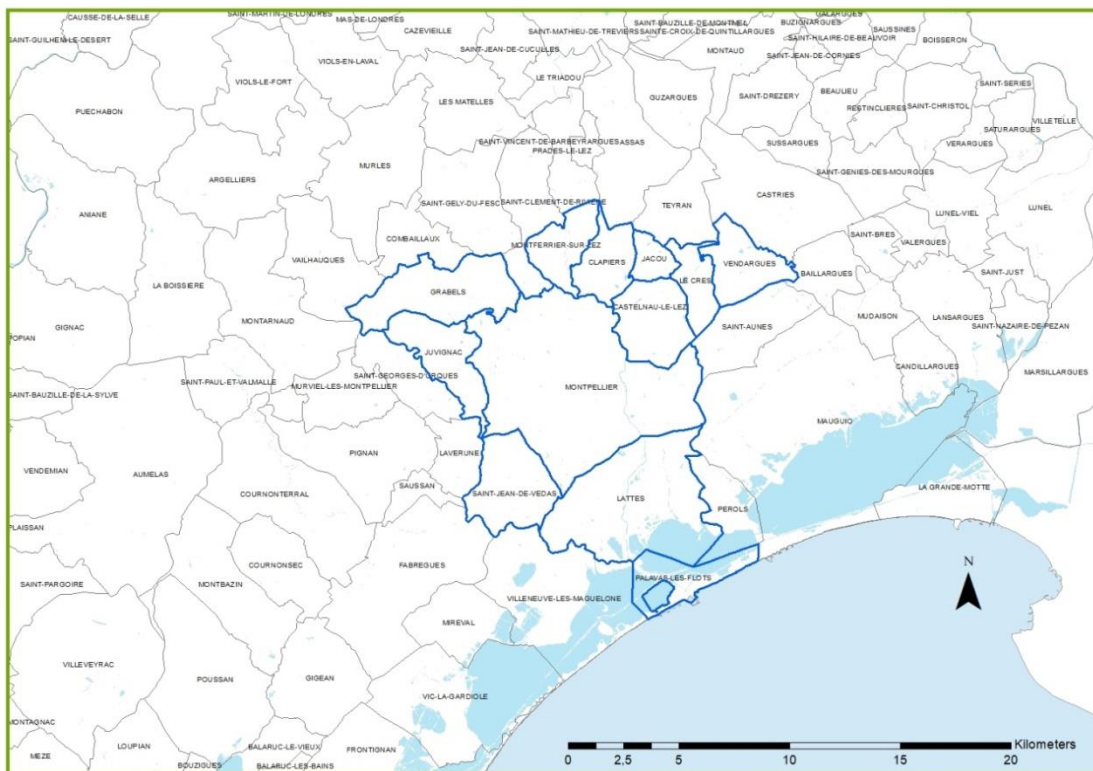 CAUSSE-DE-LA-SELLE
SAINT-MARTIN-DE-LONDRES
MAS-DE-LONDRES
CAZEVIEILLE
SAINT-BAUZILLE-DE-MONTMEL
GALARGUES
BUZIGNARGUES
SAUSSINES
SAINT-GUILHEM-LE-DESERT
SAINT-MATHIEU-DE-TREVIERS
SAINTE-CROIX-DE-QUINTILLARGUES
SAINT-HILAIRE-DE-BEAUVOIR
BOISSERON
SAINT-JEAN-DE-CUCULLES
MONTAUD
SAINT-JEAN-DE-CORNIES
VIOLS-EN-LAVAL
VIOLS-LE-FORT
LE TRIADOU
SAINT-SERIES
GUZARGUES
SAINT-DREZERY
BEAULIEU
LES MATELLES
RESTINCLIERES
SAINT-CHRISTOL
PUECHABON
VILLETELLE
SATURARGUES
SAINT-VINCENT-DE-BARBEYRARGUES
ASSAS
SUSSARGUES
VERARGUES
PRADES-LE-LEZ
MURLES
ARGELLIERS
SAINT-GENIES-DES-MOURGUES
CASTRIES
SAINT-GELY-DU-FESC
SAINT-CLEMENT-DE-RIVIERE
TEYRAN
LUNEL
ANIANE
LUNEL-VIEL
SAINT-BRES
COMBAILLAUX
MONTFERRIER-SUR-LEZ
VALERGUES
VAILHAUQUES
CLAPIERS
JACOU
VENDARGUES
BAILLARGUES
SAINT-JUST
LE CRES
LA BOISSIERE
GRABELS
CASTELNAU-LE-LEZ
MUDAISON
LANSARGUES
MONTARNAUD
SAINT-AUNES
SAINT-NAZAIRE-DE-PEZAN
GIGNAC
POPIAN
JUVIGNAC
CANDILLARGUES
MARSILLARGUES
SAINT-GEORGES-D'ORQUES
SAINT-PAUL-ET-VALMALLE
MURVIEL-LES-MONTPELLIER
MONTPELLIER
SAINT-BAUZILLE-DE-LA-SYLVE
MAUGUIO
PIGNAN
LAVERUNE
VENDEMIAN
AUMELAS
SAUSSAN
COURNONTERRAL
SAINT-JEAN-DE-VEDAS
LATTES
LA GRANDE-MOTTE
PEROLS
PLAISSAN
N
COURNONSEC
FABREGUES
PALAVAS-LES-FLOTS
SAINT-PARGOIRE
MONTBAZIN
VILLENEUVE-LES-MAGUELONE
MIREVAL
VILLEVEYRAC
POUSSAN
GIGEAN
VIC-LA-GARDIOLE
MONTAGNAC
LOUPIAN
BALARUC-LE-VIEUX
FRONTIGNAN
Kilometers
MEZE
BOUZIGUES
BALARUC-LES-BAINS
0 2,5 5 10 15 20